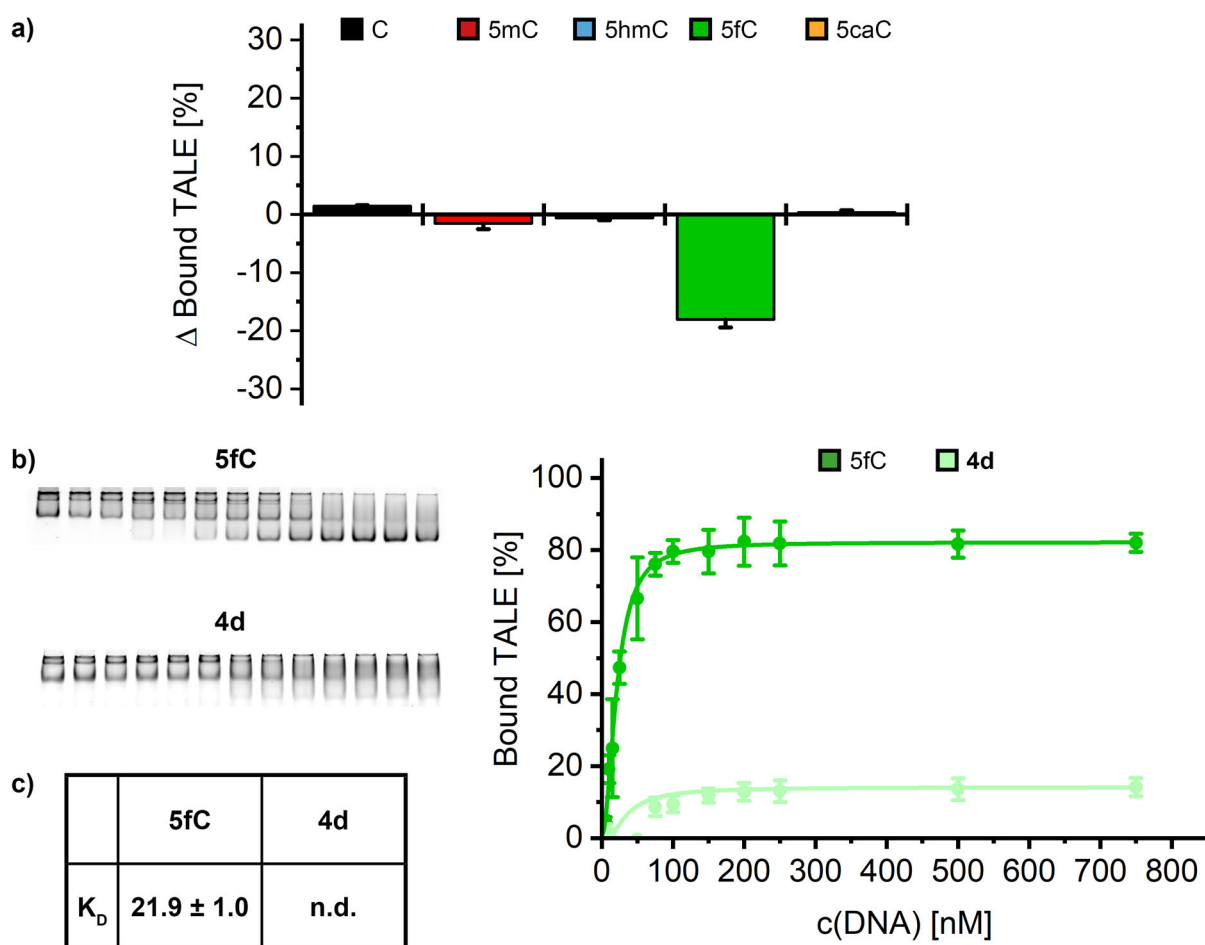 a)
C 5mC 5hmC 5fC 5caC
Δ Bound TALE [%]
30
20
10
0
-10
-20
-30
b)
5fC
4d
5fC 4d
Bound TALE [%]
100
80
60
40
20
0
0 100 200 300 400 500 600 700 800
c(DNA) [nM]
c)
5fC 4d
K_D 21.9 ± 1.0 n.d.